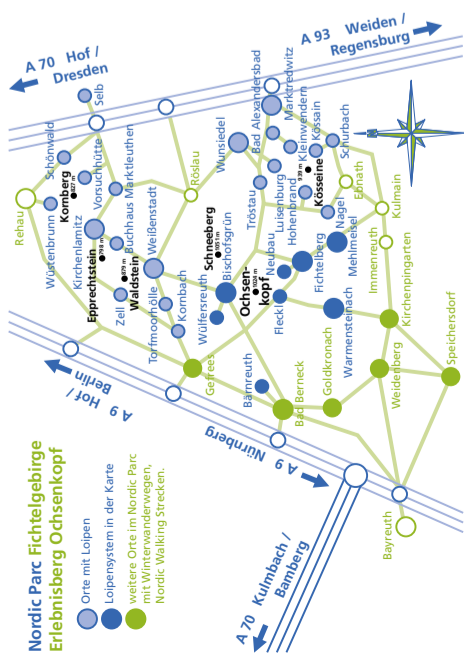 Nordic Parc Fichtelgebirge
Erlebnisberg Ochsenkopf
Orte mit Loipen
Loipensystem in der Karte
weitere Orte im Nordic Parc
mit Winterwanderwegen,
Nordic Walking Strecken.
A 70 Hof /
Dresden
A 93 Weiden /
Regensburg
A 9 Hof /
Berlin
A 9 Nürnberg
A 70 Kulmbach /
Bamberg
Rehau
Schönwald
Selb
Wüstenbrunn
Kornberg
827 m
Vorsuchhütte
Kirchenlamitz
Marktleuthen
Buchhaus
Epprechtstein
798 m
Zell
879 m
Waldstein
Weißenstadt
Torfmoorhölle
Kornbach
Röslau
Wunsiedel
Bad Alexandersbad
Marktredwitz
Tröstau
Luisenburg
Hohenbrand
Kleinwendern
Kössain
939 m
Kösseine
Schurbach
Nagel
Ebnath
Kulmain
Schneeberg
1051 m
Bischofsgrün
Wülfersreuth
Ochsen-
kopf
1024 m
Neubau
Fleckl
Fichtelberg
Mehlmeisel
Immenreuth
Warmensteinach
Kirchenpingarten
Gefrees
Bärnreuth
Bad Berneck
Goldkronach
Weidenberg
Speichersdorf
Bayreuth